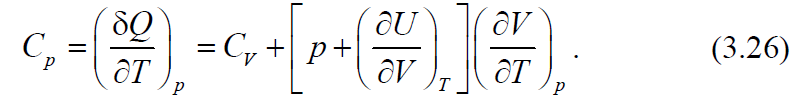 C_p = (δQ/∂T)_p = C_V + [p + (∂U/∂V)_T](∂V/∂T)_p . (3.26)